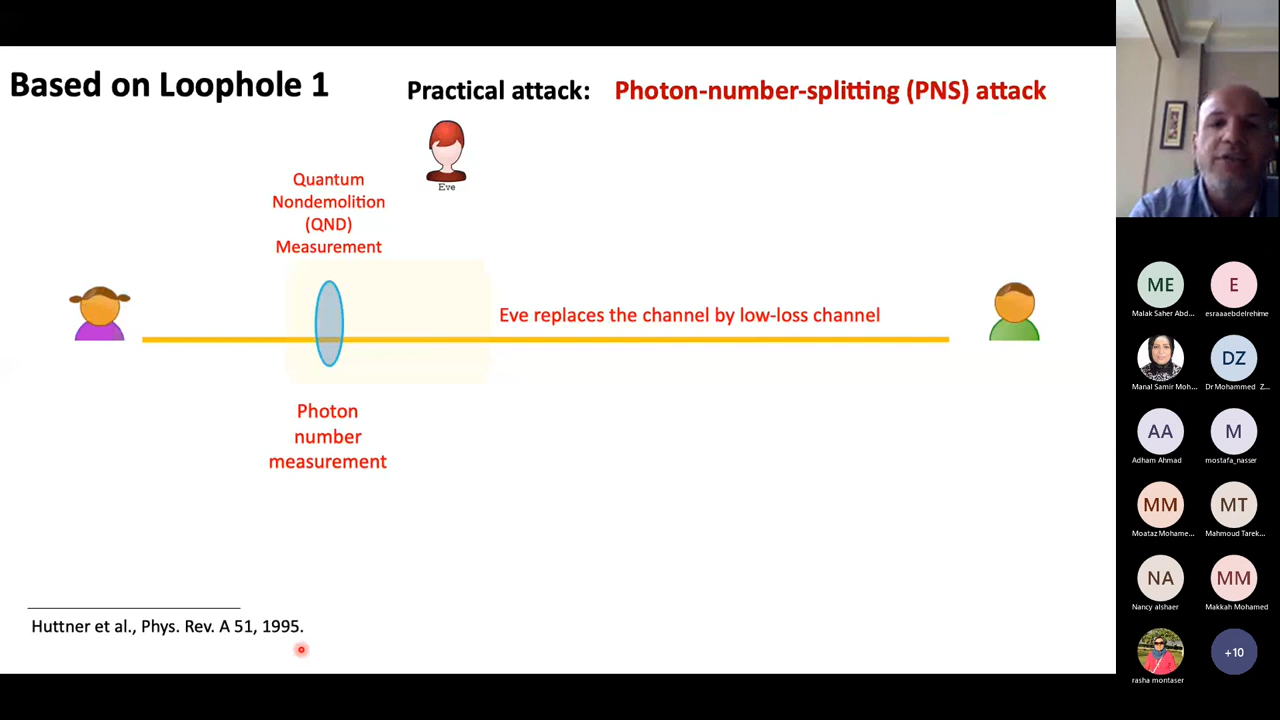 Based on Loophole 1
Practical attack: Photon-number-splitting (PNS) attack
Eve
Quantum
Nondemolition
(QND)
Measurement
Eve replaces the channel by low-loss channel
Photon
number
measurement
Huttner et al., Phys. Rev. A 51, 1995.
ME
Malak Saher Abd...
E
esraaaebdelrehime
Manal Samir Moh...
DZ
Dr Mohammed Z...
AA
Adham Ahmad
M
mostafa_nasser
MM
Moataz Mohame...
MT
Mahmoud Tarek...
NA
Nancy alshaer
MM
Makkah Mohamed
rasha montaser
+10